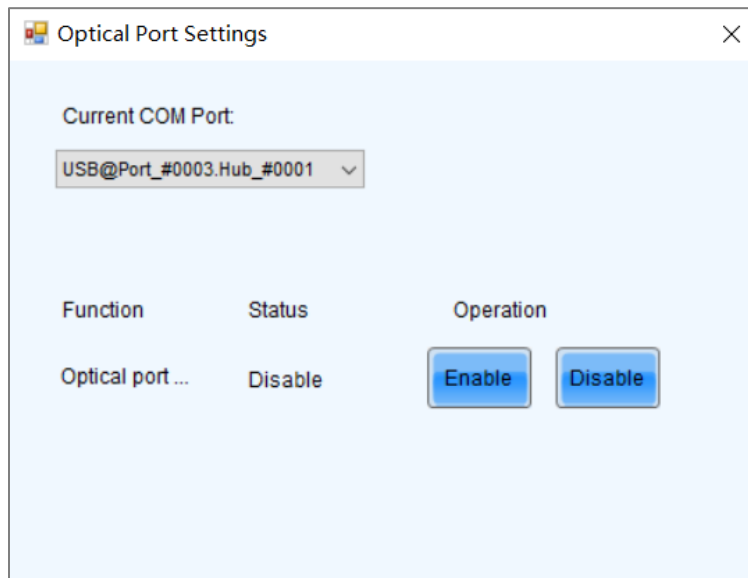 Optical Port Settings
Current COM Port:
USB@Port_#0003.Hub_#0001
Function Status Operation
Optical port ... Disable Enable Disable